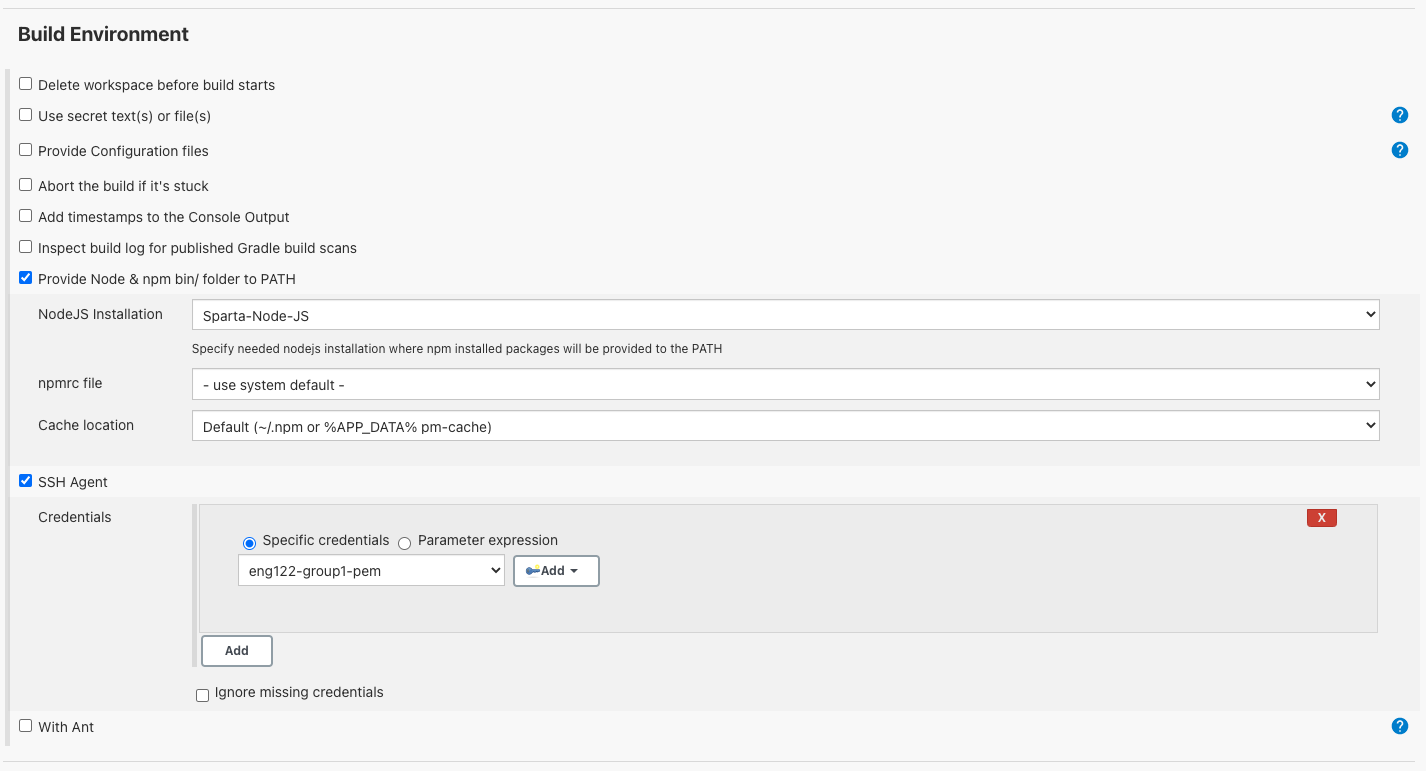 Build Environment
Delete workspace before build starts
Use secret text(s) or file(s)
?
Provide Configuration files
?
Abort the build if it's stuck
Add timestamps to the Console Output
Inspect build log for published Gradle build scans
Provide Node & npm bin/ folder to PATH
NodeJS Installation
Sparta-Node-JS
Specify needed nodejs installation where npm installed packages will be provided to the PATH
npmrc file
- use system default -
Cache location
Default (~/.npm or %APP_DATA% pm-cache)
SSH Agent
Credentials
X
Specific credentials Parameter expression
eng122-group1-pem
Add
Add
Ignore missing credentials
With Ant
?